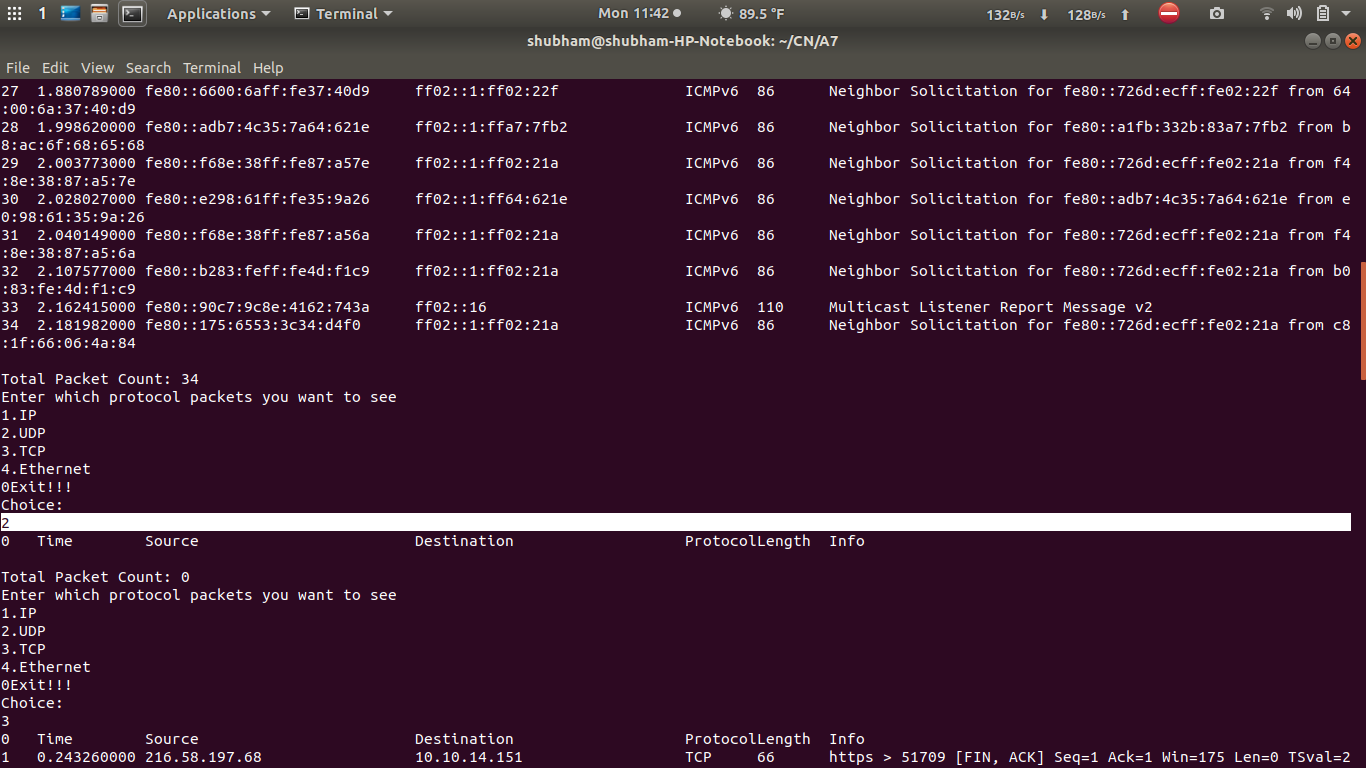 1 Applications Terminal Mon 11:42 89.5 °F 132B/s 128B/s
shubham@shubham-HP-Notebook: ~/CN/A7
File Edit View Search Terminal Help
27 1.880789000 fe80::6600:6aff:fe37:40d9 ff02::1:ff02:22f ICMPv6 86 Neighbor Solicitation for fe80::726d:ecff:fe02:22f from 64
:00:6a:37:40:d9
28 1.998620000 fe80::adb7:4c35:7a64:621e ff02::1:ffa7:7fb2 ICMPv6 86 Neighbor Solicitation for fe80::a1fb:332b:83a7:7fb2 from b
8:ac:6f:68:65:68
29 2.003773000 fe80::f68e:38ff:fe87:a57e ff02::1:ff02:21a ICMPv6 86 Neighbor Solicitation for fe80::726d:ecff:fe02:21a from f4
:8e:38:87:a5:7e
30 2.028027000 fe80::e298:61ff:fe35:9a26 ff02::1:ff64:621e ICMPv6 86 Neighbor Solicitation for fe80::adb7:4c35:7a64:621e from e
0:98:61:35:9a:26
31 2.040149000 fe80::f68e:38ff:fe87:a56a ff02::1:ff02:21a ICMPv6 86 Neighbor Solicitation for fe80::726d:ecff:fe02:21a from f4
:8e:38:87:a5:6a
32 2.107577000 fe80::b283:feff:fe4d:f1c9 ff02::1:ff02:21a ICMPv6 86 Neighbor Solicitation for fe80::726d:ecff:fe02:21a from b0
:83:fe:4d:f1:c9
33 2.162415000 fe80::90c7:9c8e:4162:743a ff02::16 ICMPv6 110 Multicast Listener Report Message v2
34 2.181982000 fe80::175:6553:3c34:d4f0 ff02::1:ff02:21a ICMPv6 86 Neighbor Solicitation for fe80::726d:ecff:fe02:21a from c8
:1f:66:06:4a:84
Total Packet Count: 34
Enter which protocol packets you want to see
1.IP
2.UDP
3.TCP
4.Ethernet
0Exit!!!
Choice:
2
0 Time Source Destination ProtocolLength Info
Total Packet Count: 0
Enter which protocol packets you want to see
1.IP
2.UDP
3.TCP
4.Ethernet
0Exit!!!
Choice:
3
0 Time Source Destination ProtocolLength Info
1 0.243260000 216.58.197.68 10.10.14.151 TCP 66 https > 51709 [FIN, ACK] Seq=1 Ack=1 Win=175 Len=0 TSval=2